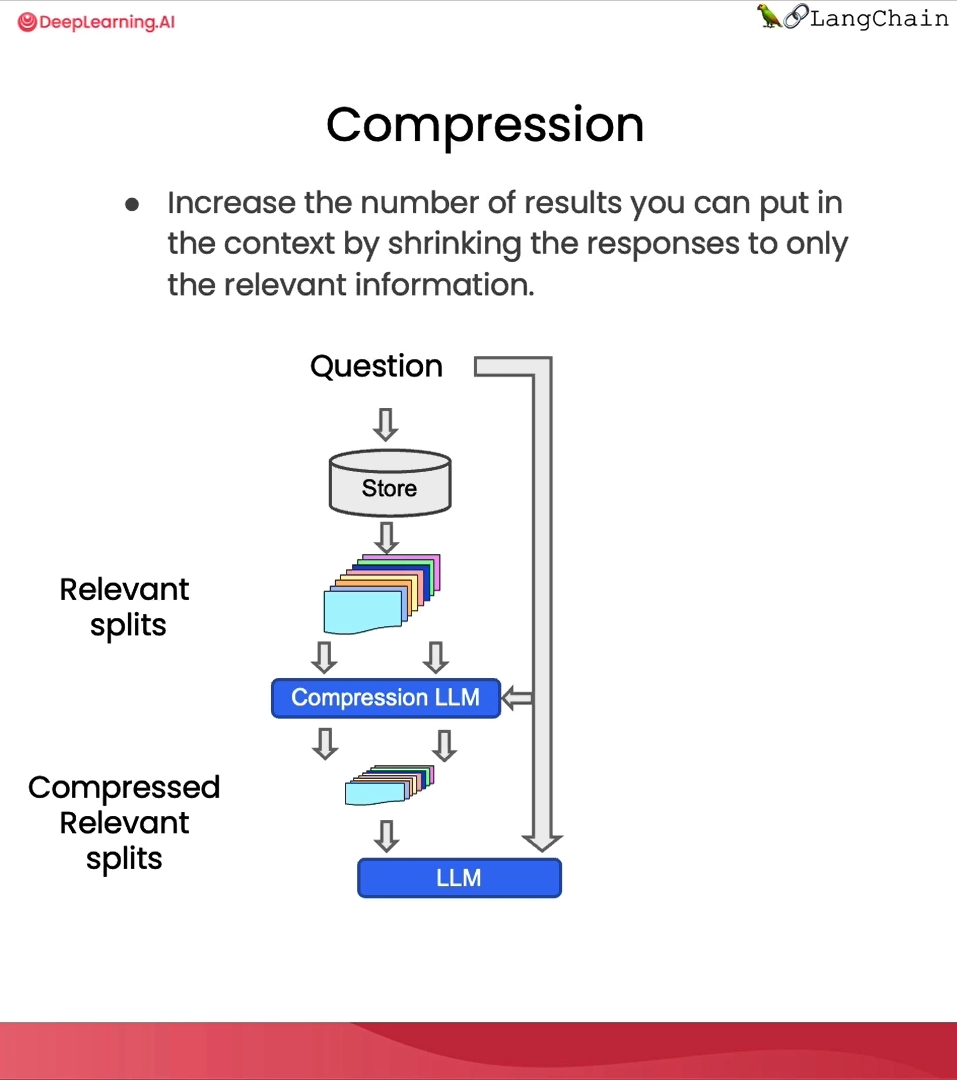 DeepLearning.AI
LangChain
Compression
● Increase the number of results you can put in
the context by shrinking the responses to only
the relevant information.
Question
Store
Relevant
splits
Compression LLM
Compressed
Relevant
splits
LLM